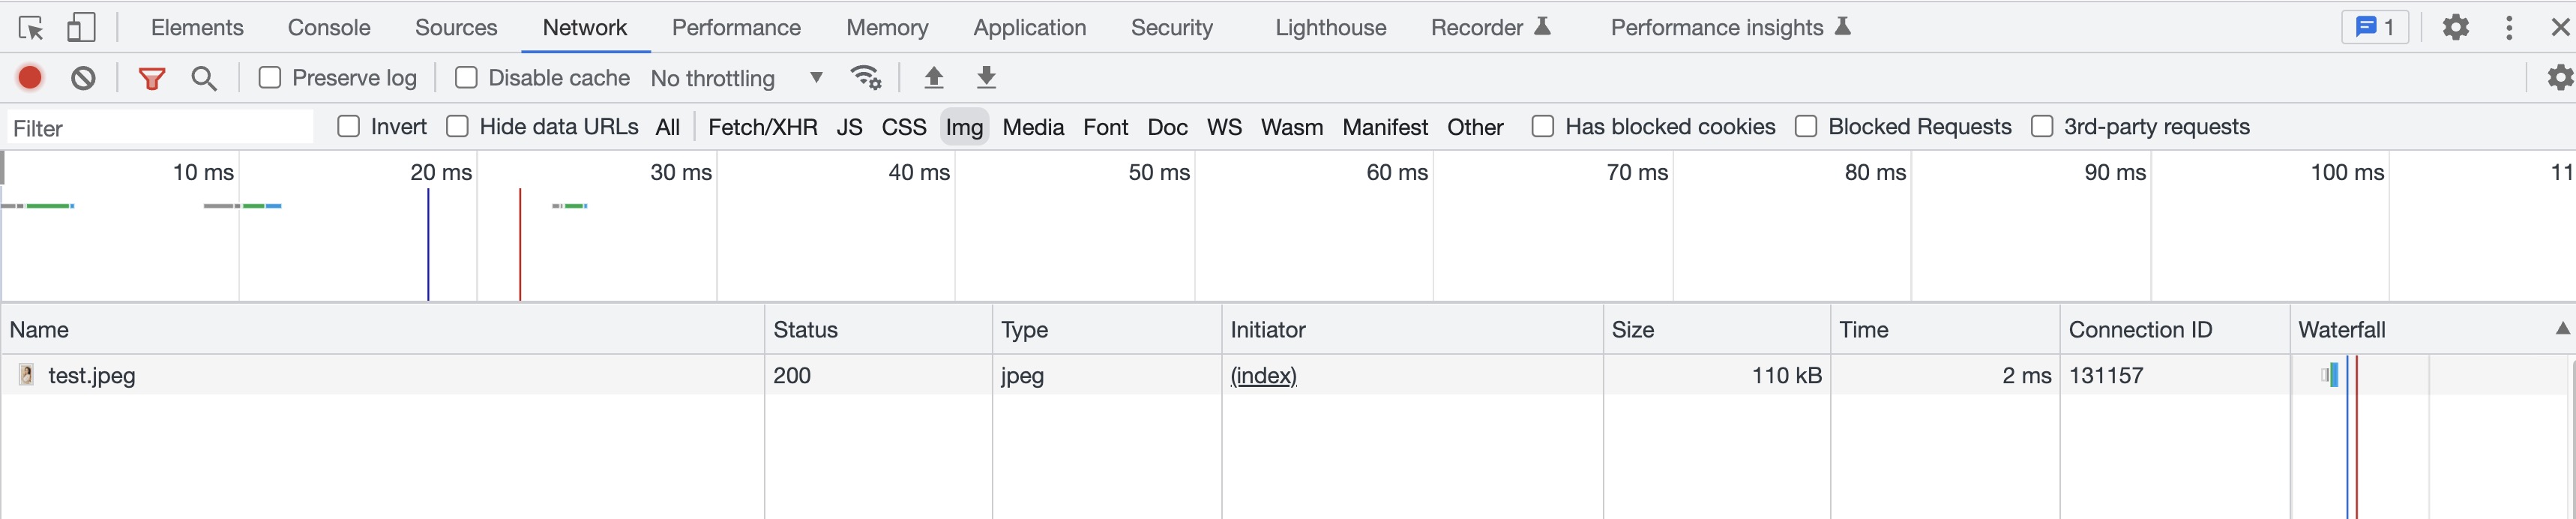 Elements Console Sources Network Performance Memory Application Security Lighthouse Recorder Performance insights 1
Preserve log Disable cache No throttling
Filter Invert Hide data URLs All Fetch/XHR JS CSS Img Media Font Doc WS Wasm Manifest Other Has blocked cookies Blocked Requests 3rd-party requests
10 ms 20 ms 30 ms 40 ms 50 ms 60 ms 70 ms 80 ms 90 ms 100 ms 11
Name Status Type Initiator Size Time Connection ID Waterfall
test.jpeg 200 jpeg (index) 110 kB 2 ms 131157